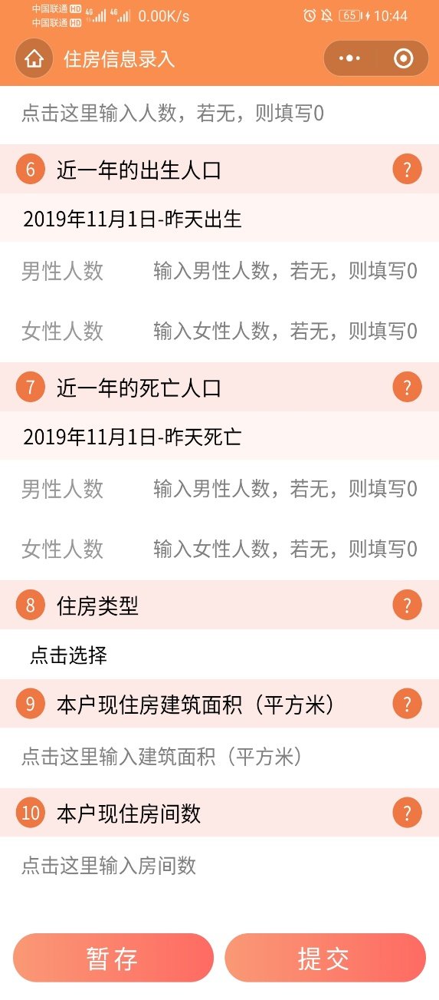 中国联通 HD 4G 4G 0.00K/s 65 10:44
中国联通 HD
住房信息录入
点击这里输入人数，若无，则填写0
6 近一年的出生人口 ?
2019年11月1日-昨天出生
男性人数 输入男性人数，若无，则填写0
女性人数 输入女性人数，若无，则填写0
7 近一年的死亡人口 ?
2019年11月1日-昨天死亡
男性人数 输入男性人数，若无，则填写0
女性人数 输入女性人数，若无，则填写0
8 住房类型 ?
点击选择
9 本户现住房建筑面积（平方米） ?
点击这里输入建筑面积（平方米）
10 本户现住房间数 ?
点击这里输入房间数
暂存 提交